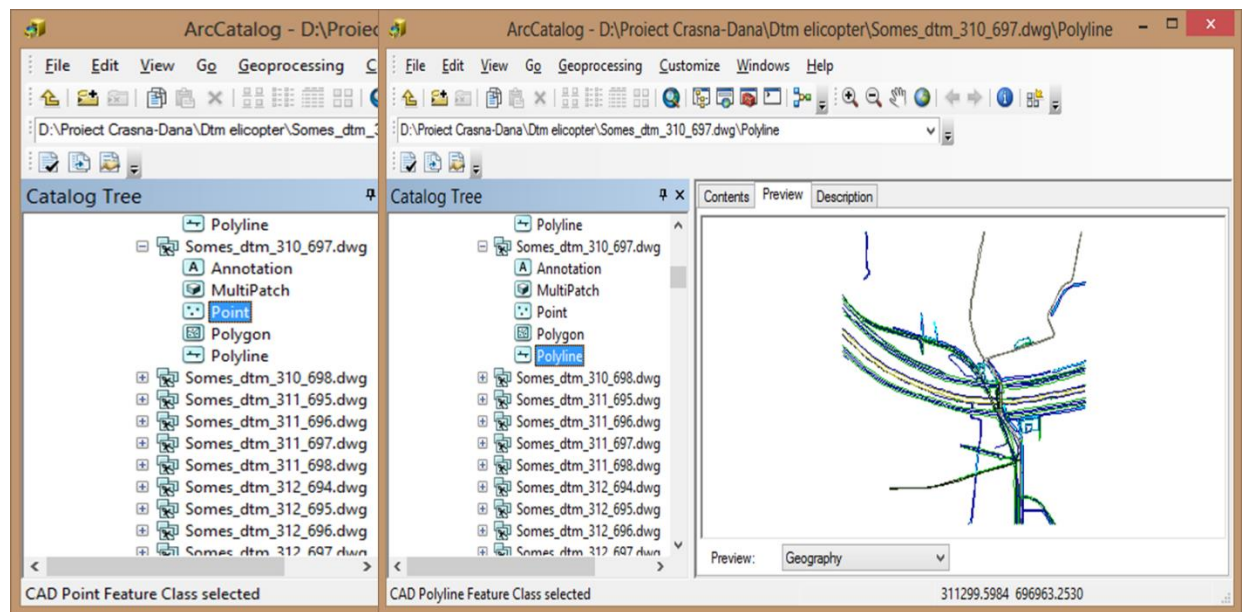 ArcCatalog - D:\Proiec
File Edit View Go Geoprocessing C
D:\Proiect Crasna-Dana\Dtm elicopter\Somes_dtm_3
Catalog Tree
Polyline
Somes_dtm_310_697.dwg
A Annotation
MultiPatch
Point
Polygon
Polyline
Somes_dtm_310_698.dwg
Somes_dtm_311_695.dwg
Somes_dtm_311_696.dwg
Somes_dtm_311_697.dwg
Somes_dtm_311_698.dwg
Somes_dtm_312_694.dwg
Somes_dtm_312_695.dwg
Somes_dtm_312_696.dwg
Somes_dtm_312_697.dwg
CAD Point Feature Class selected
ArcCatalog - D:\Proiect Crasna-Dana\Dtm elicopter\Somes_dtm_310_697.dwg\Polyline
File Edit View Go Geoprocessing Customize Windows Help
D:\Proiect Crasna-Dana\Dtm elicopter\Somes_dtm_310_697.dwg\Polyline
Catalog Tree
Polyline
Somes_dtm_310_697.dwg
A Annotation
MultiPatch
Point
Polygon
Polyline
Somes_dtm_310_698.dwg
Somes_dtm_311_695.dwg
Somes_dtm_311_696.dwg
Somes_dtm_311_697.dwg
Somes_dtm_311_698.dwg
Somes_dtm_312_694.dwg
Somes_dtm_312_695.dwg
Somes_dtm_312_696.dwg
Somes_dtm_312_697.dwg
Contents Preview Description
Preview: Geography
CAD Polyline Feature Class selected
311299.5984 696963.2530